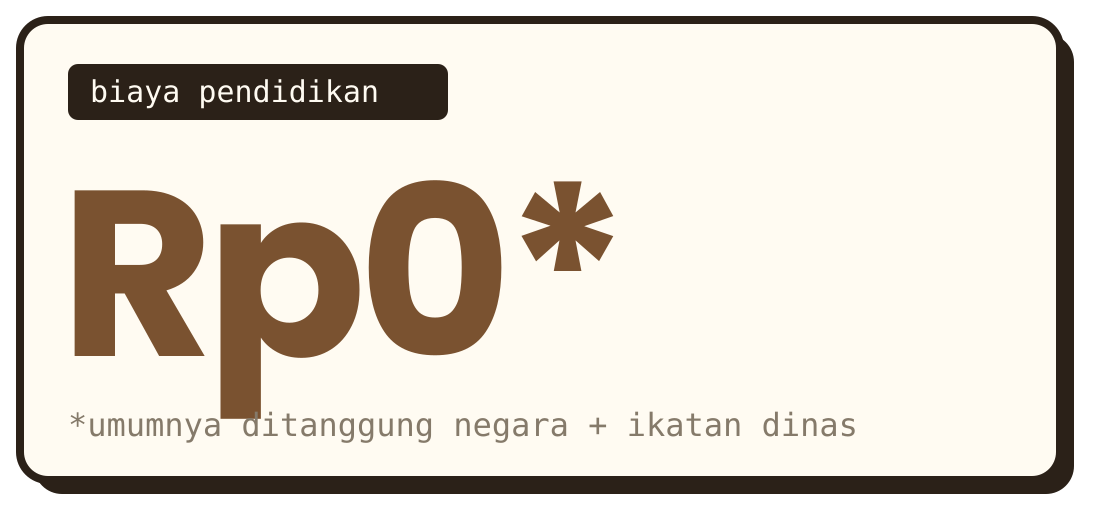 biaya pendidikan
Rp0*
*umumnya ditanggung negara + ikatan dinas